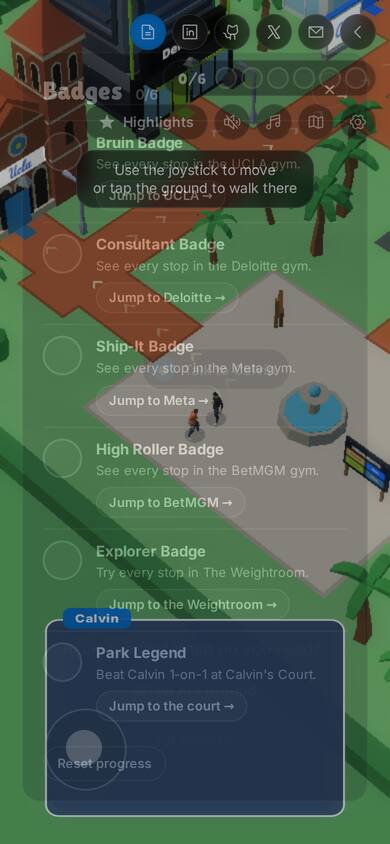 De
0/6
Badges 0/6
Highlights
Bruin Badge
See every stop in the UCLA gym.
Use the joystick to move
or tap the ground to walk there
Jump to UCLA →
Ucla
Consultant Badge
See every stop in the Deloitte gym.
Jump to Deloitte →
Ship-It Badge
See every stop in the Meta gym.
Jump to Meta →
High Roller Badge
See every stop in the BetMGM gym.
Jump to BetMGM →
Explorer Badge
Try every stop in The Weightroom.
Jump to the Weightroom →
Calvin
Park Legend
Beat Calvin 1-on-1 at Calvin's Court.
Jump to the court →
Reset progress